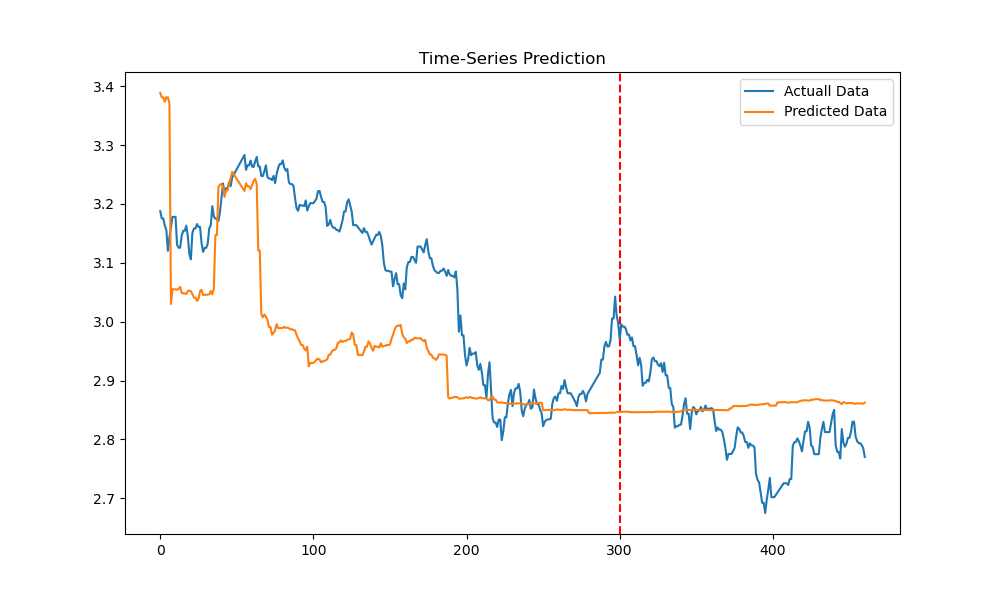 Time-Series Prediction
Actuall Data
Predicted Data
3.4
3.3
3.2
3.1
3.0
2.9
2.8
2.7
0 100 200 300 400